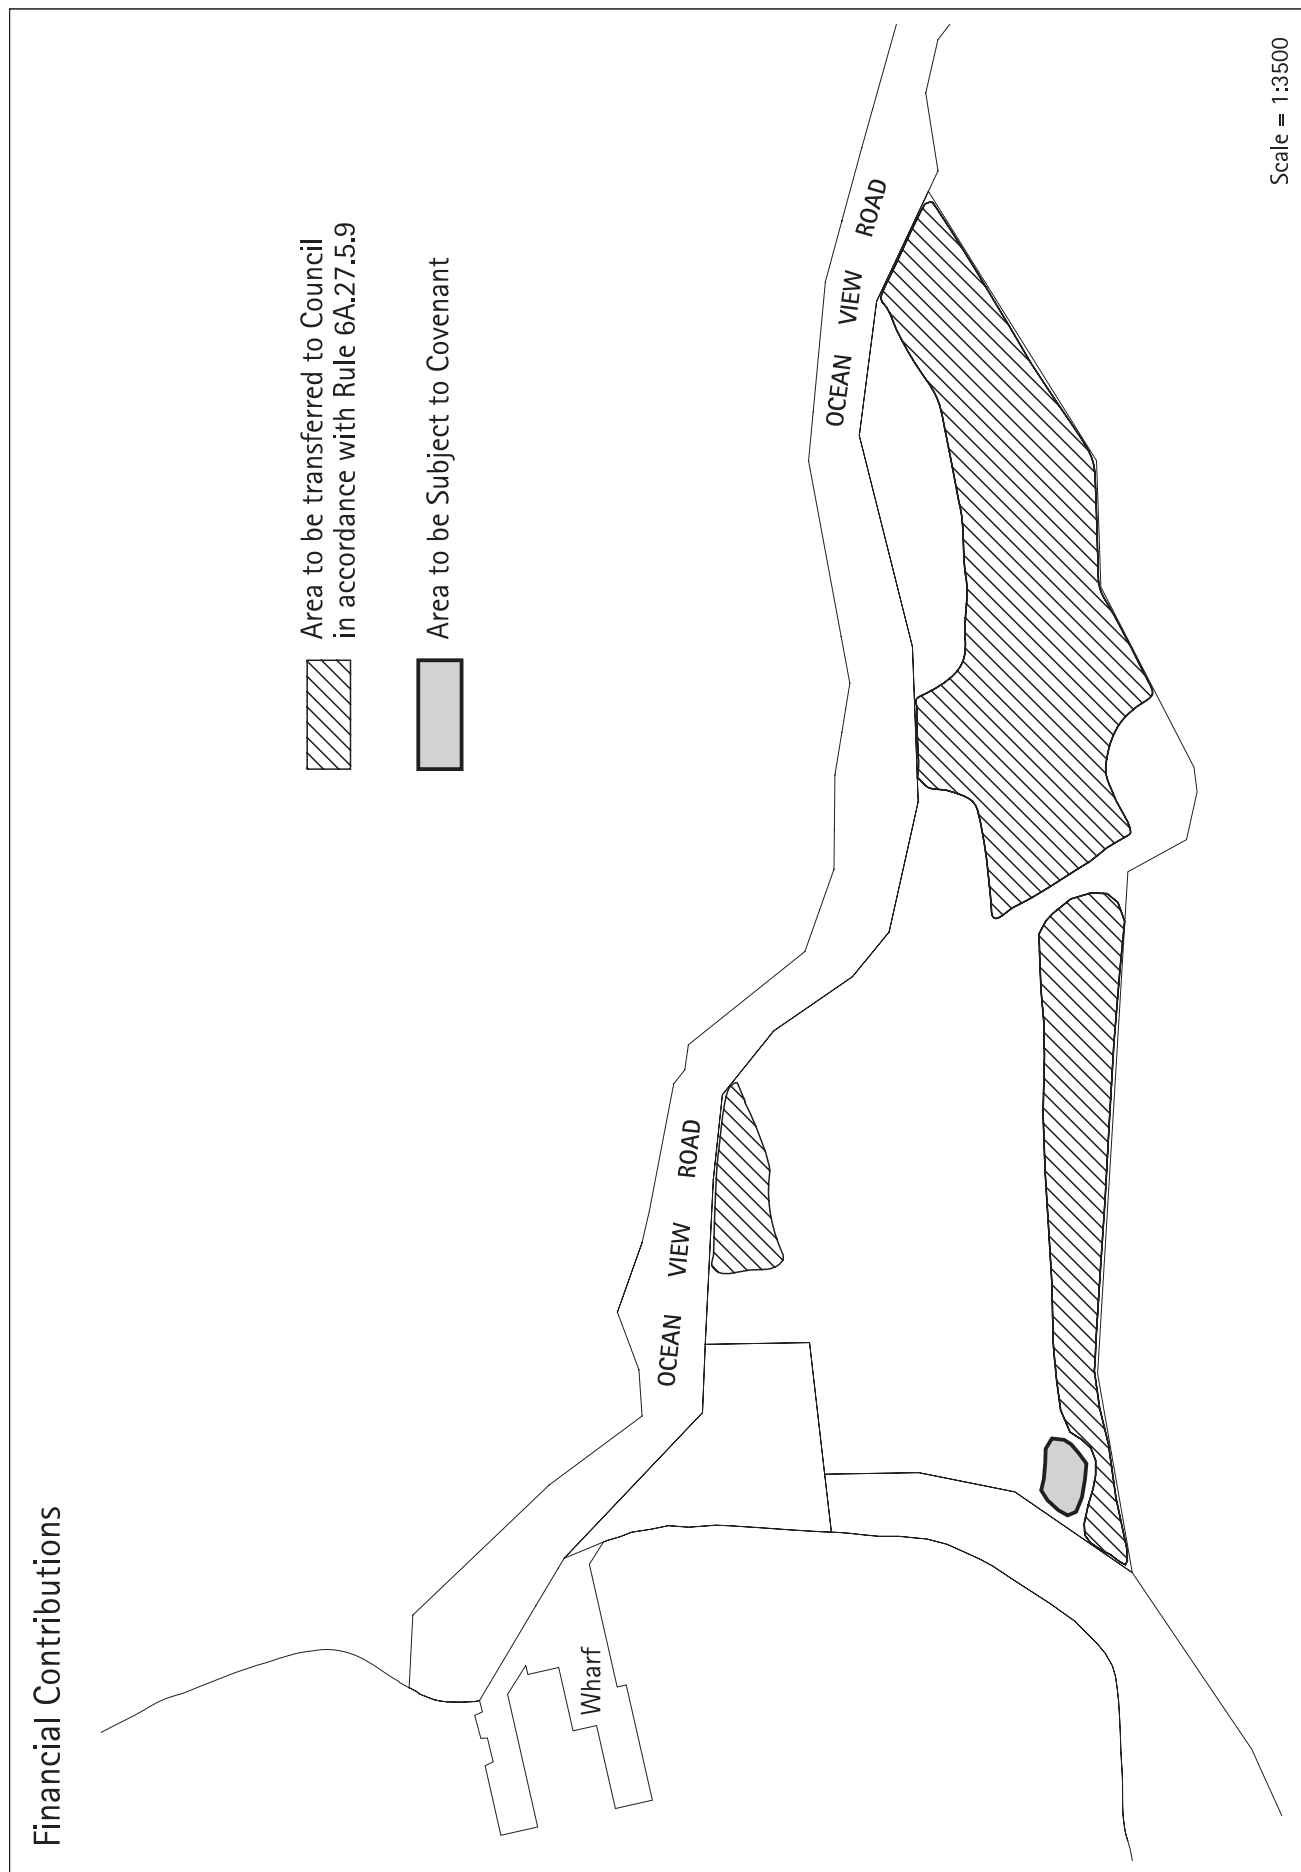 Financial Contributions
Area to be transferred to Council
in accordance with Rule 6A.27.5.9
Area to be Subject to Covenant
Wharf
OCEAN VIEW ROAD
OCEAN VIEW ROAD
Scale = 1:3500